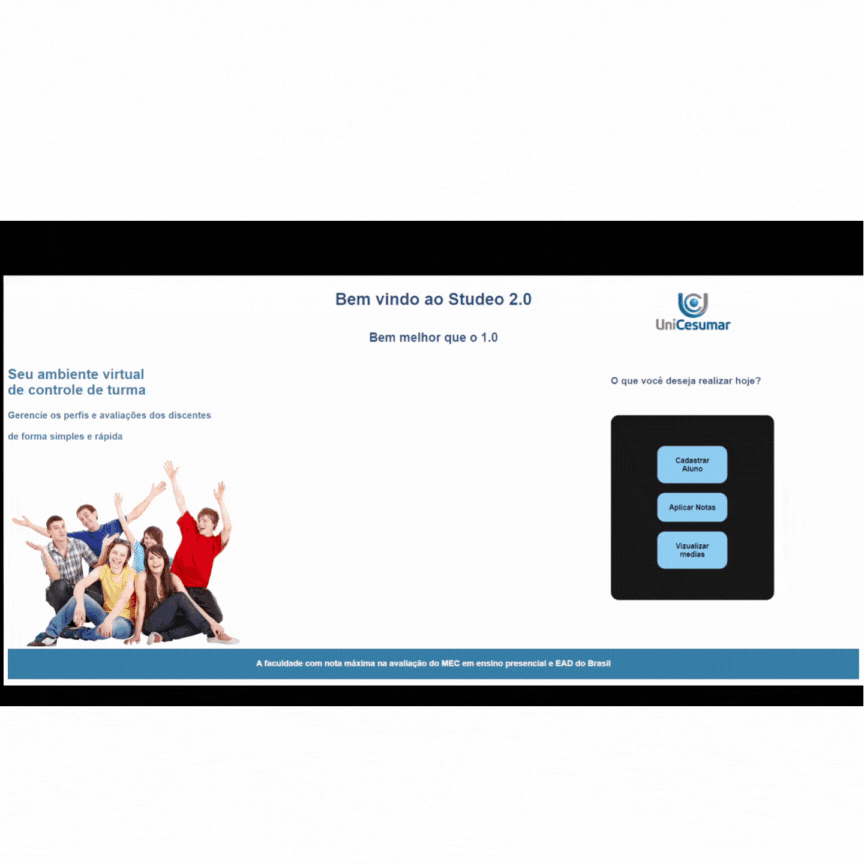 Bem vindo ao Studeo 2.0
Bem melhor que o 1.0
UniCesumar
Seu ambiente virtual
de controle de turma
Gerencie os perfis e avaliações dos discentes
de forma simples e rápida
O que você deseja realizar hoje?
Cadastrar
Aluno
Aplicar Notas
Vizualizar
medias
A faculdade com nota máxima na avaliação do MEC em ensino presencial e EAD do Brasil